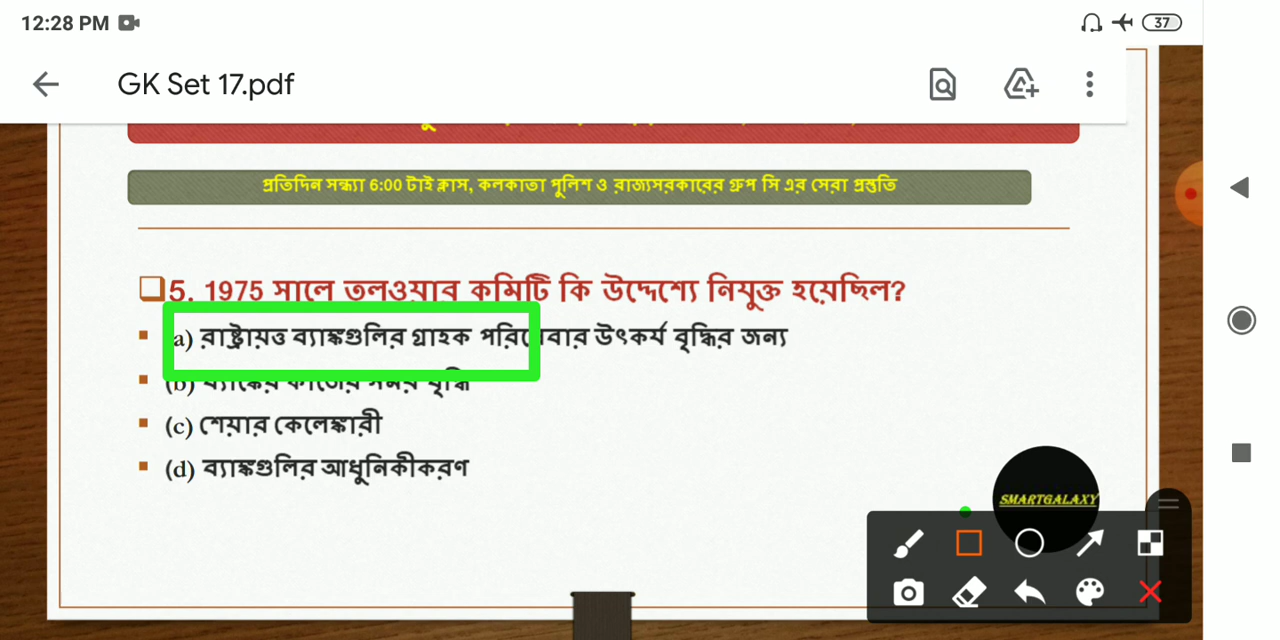 12:28 PM
37
GK Set 17.pdf
প্রতিদিন সন্ধ্যা 6:00 টাই ক্লাস, কলকাতা পুলিশ ও রাজ্যসরকারের গ্রুপ সি এর সেরা প্রস্তুতি
5. 1975 সালে তলওয়ার কমিটি কি উদ্দেশ্যে নিযুক্ত হয়েছিল?
a) রাষ্ট্রায়ত্ত ব্যাঙ্কগুলির গ্রাহক পরিষেবার উৎকর্য বৃদ্ধির জন্য
(b) ব্যাঙ্কের কাজের সময় বৃদ্ধি
(c) শেয়ার কেলেঙ্কারী
(d) ব্যাঙ্কগুলির আধুনিকীকরণ
SMARTGALAXY